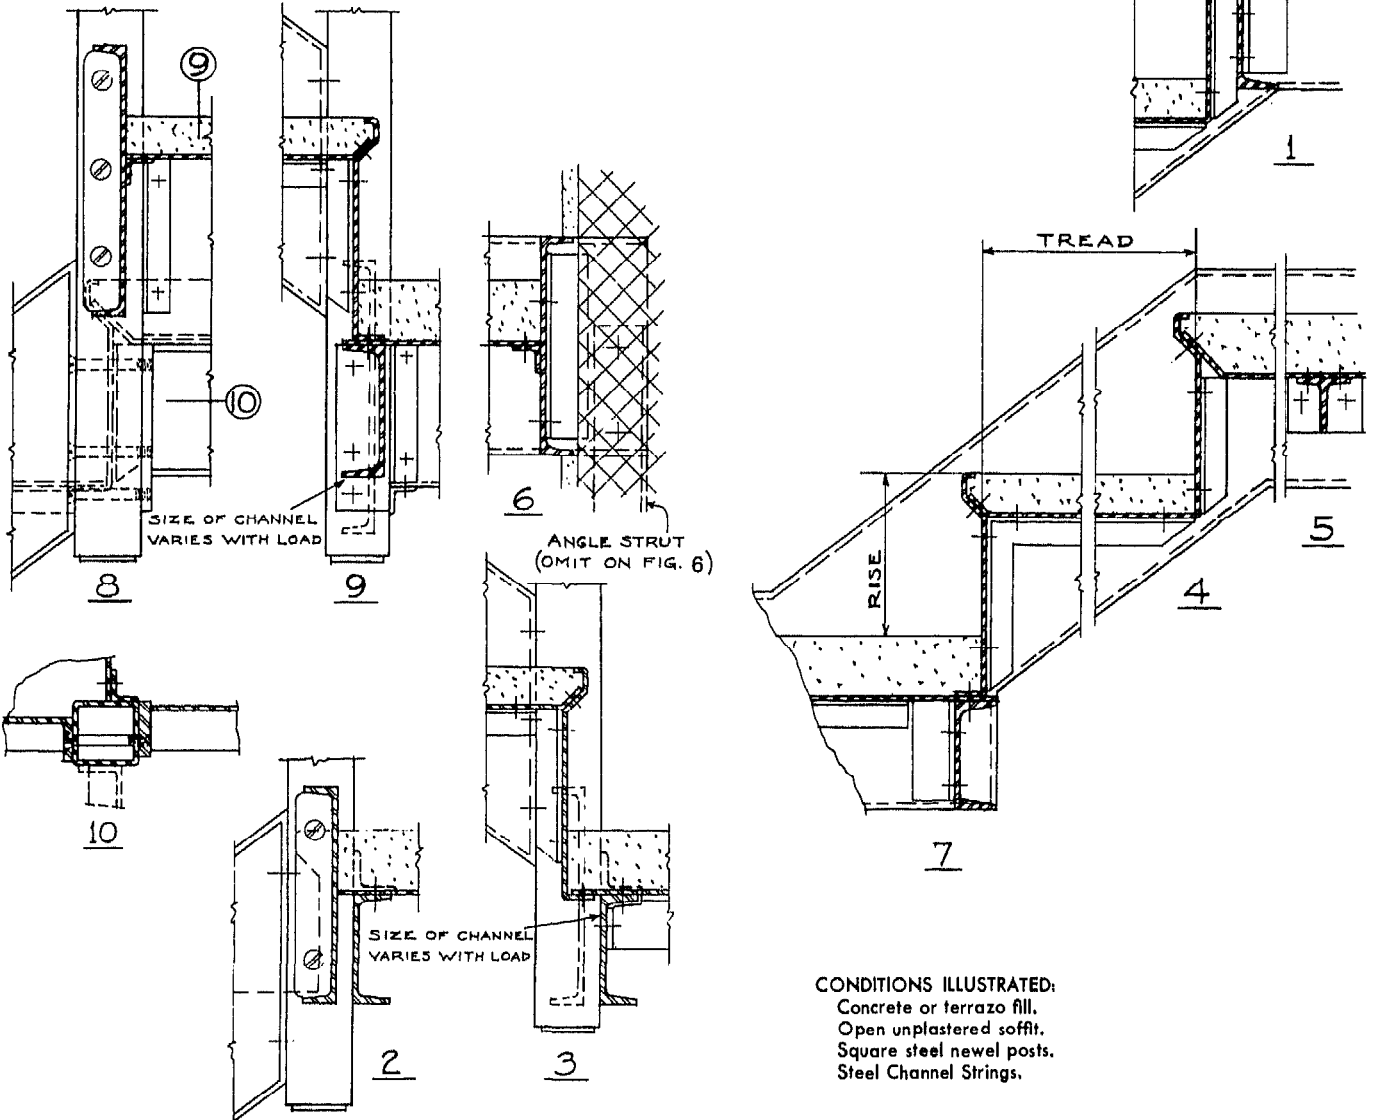 9
10
SIZE OF CHANNEL
VARIES WITH LOAD
8
9
6
ANGLE STRUT
(OMIT ON FIG. 6)
1
TREAD
RISE
5
4
7
10
2
SIZE OF CHANNEL
VARIES WITH LOAD
3
CONDITIONS ILLUSTRATED:
Concrete or terrazo fill.
Open unplastered soffit.
Square steel newel posts.
Steel Channel Strings.